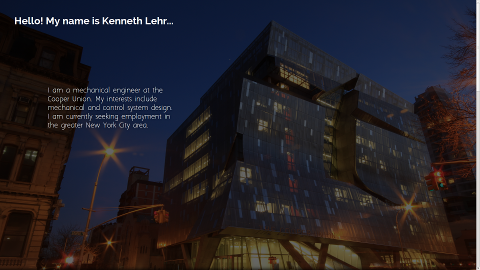 Hello! My name is Kenneth Lehr...
I am a mechanical engineer at the
Cooper Union. My interests include
mechanical and control system design.
I am currently seeking employment in
the greater New York City area.